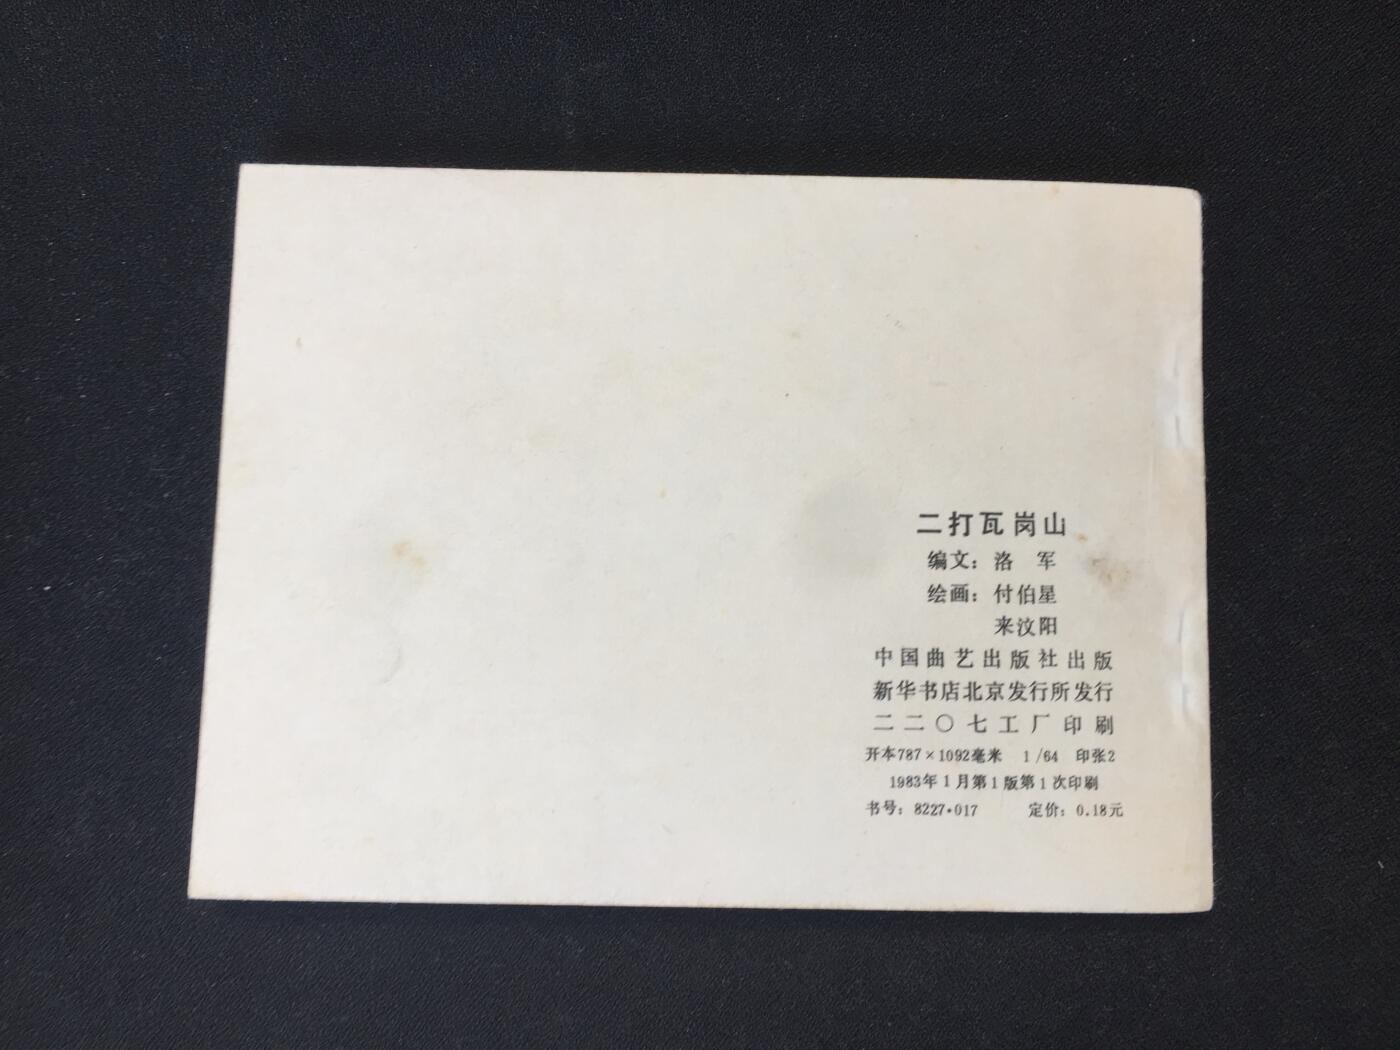 二打瓦岗山
编文：洛 军
绘画：付伯星
来汶阳
中国曲艺出版社出版
新华书店北京发行所发行
二二〇七工厂印刷
开本787×1092毫米 1/64 印张2
1983年1月第1版第1次印刷
书号：8227·017 定价：0.18元